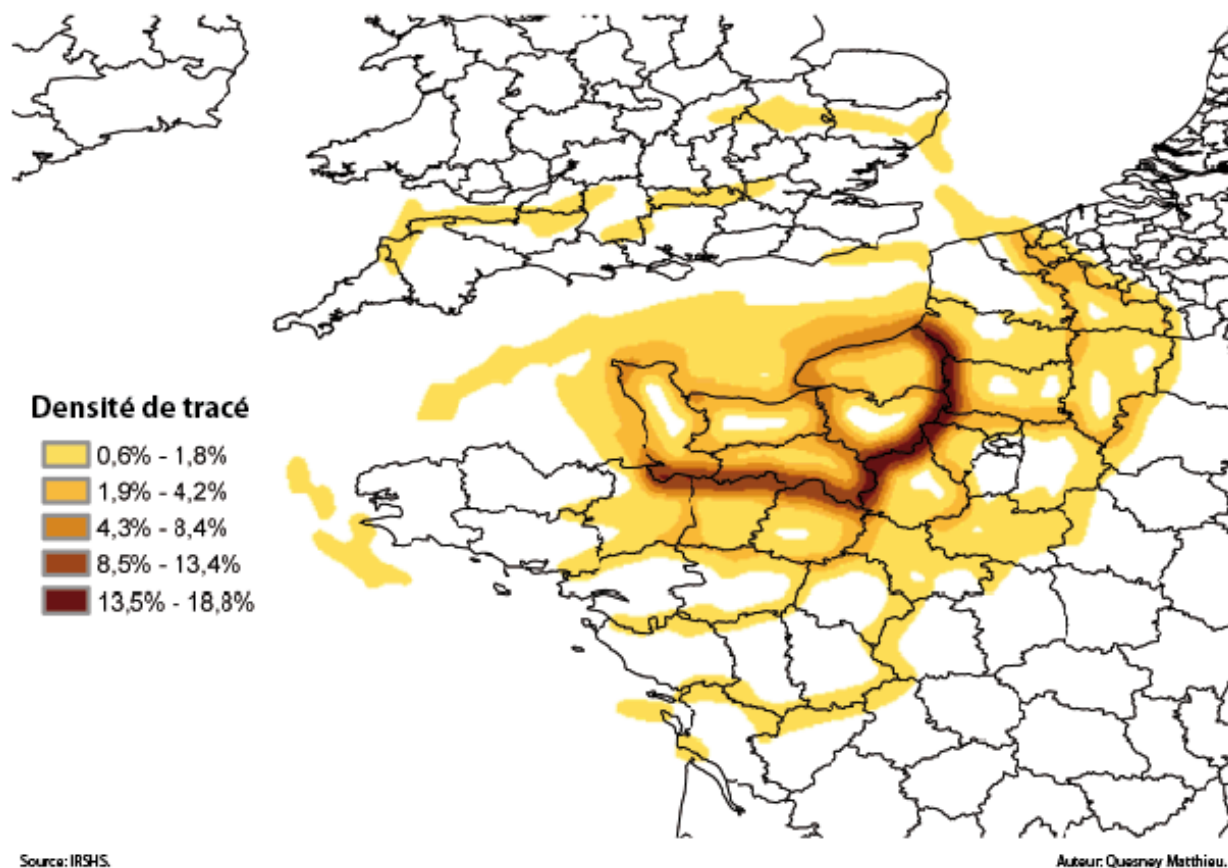 Densité de tracé
0,6% - 1,8%
1,9% - 4,2%
4,3% - 8,4%
8,5% - 13,4%
13,5% - 18,8%
Source: IRSHS.
Auteur: Quesney Matthieu.